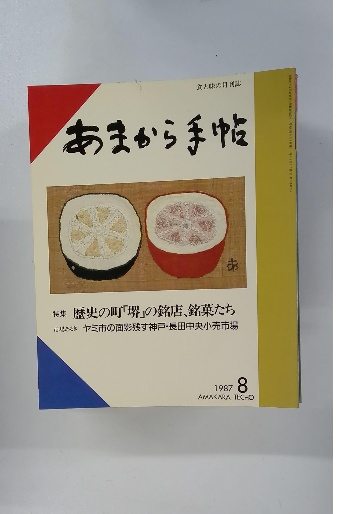 あまから手帖
特集 歴史の町「堺」の銘店、銘菓たち
ヤミ市の面影残す神戸・長田中央小売市場
1987 8
AMAKARA TECHO